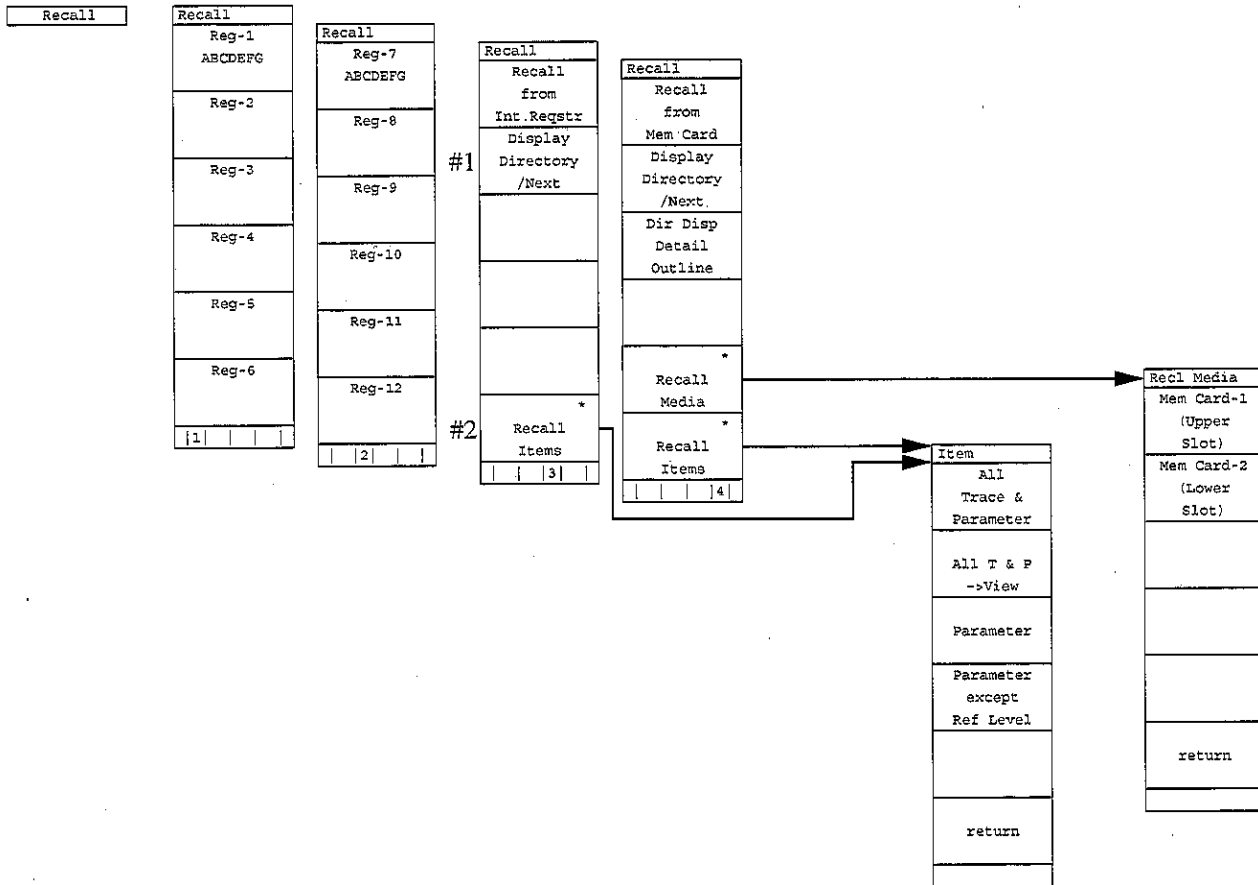 Recall
Recall
Reg-1
ABCDEFG
Reg-2
Reg-3
Reg-4
Reg-5
Reg-6
1
Recall
Reg-7
ABCDEFG
Reg-8
Reg-9
Reg-10
Reg-11
Reg-12
2
Recall
Recall
from
Int.Reqstr
#1
Display
Directory
/Next
#2
*
Recall
Items
3
Recall
Recall
from
Mem Card
Display
Directory
/Next
Dir Disp
Detail
Outline
*
Recall
Media
*
Recall
Items
4
Item
All
Trace &
Parameter
All T & P
->View
Parameter
Parameter
except
Ref Level
return
Recl Media
Mem Card-1
(Upper
Slot)
Mem Card-2
(Lower
Slot)
return